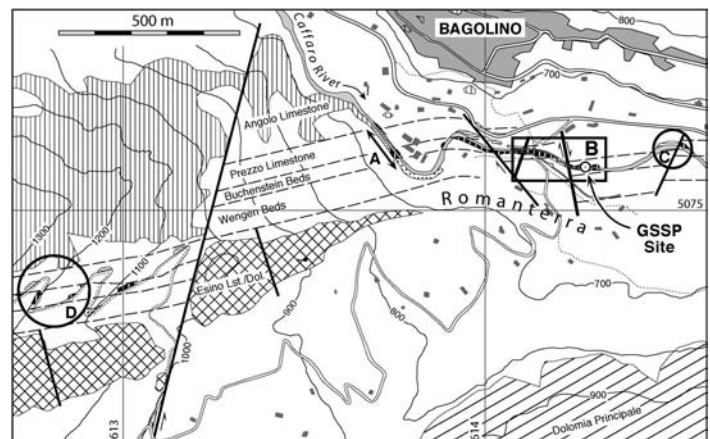 500 m
BAGOLINO
800
700
Caffaro River
Angolo Limestone
A
B
C
Prezzo Limestone
Buchenstein Beds
Wengen Beds
Romanterra
GSSP
Site
5075
1300
1200
1100
D
Esino Lst./Dol.
900
800
700
1000
613
614
900
Dolomia Principale